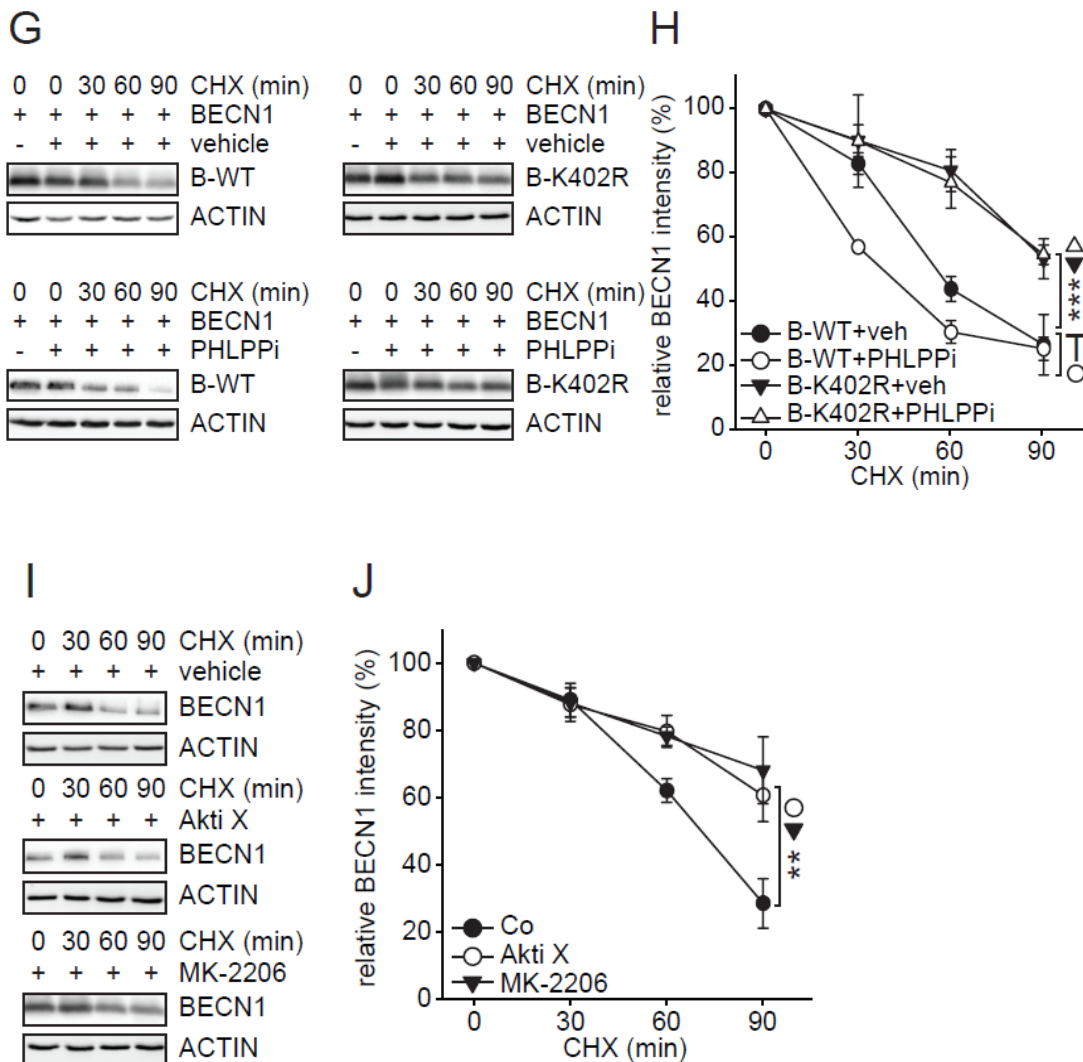 G
0 0 30 60 90 CHX (min)
+ + + + + BECN1
- + + + + vehicle
B-WT
ACTIN
0 0 30 60 90 CHX (min)
+ + + + + BECN1
- + + + + vehicle
B-K402R
ACTIN
0 0 30 60 90 CHX (min)
+ + + + + BECN1
- + + + + PHLPPi
B-WT
ACTIN
0 0 30 60 90 CHX (min)
+ + + + + BECN1
- + + + + PHLPPi
B-K402R
ACTIN
H
relative BECN1 intensity (%)
100
80
60
40
20
0
B-WT+veh
B-WT+PHLPPi
B-K402R+veh
B-K402R+PHLPPi
***
T
0 30 60 90
CHX (min)
I
0 30 60 90 CHX (min)
+ + + + vehicle
BECN1
ACTIN
0 30 60 90 CHX (min)
+ + + + Akti X
BECN1
ACTIN
0 30 60 90 CHX (min)
+ + + + MK-2206
BECN1
ACTIN
J
relative BECN1 intensity (%)
100
80
60
40
20
0
**
Co
Akti X
MK-2206
0 30 60 90
CHX (min)